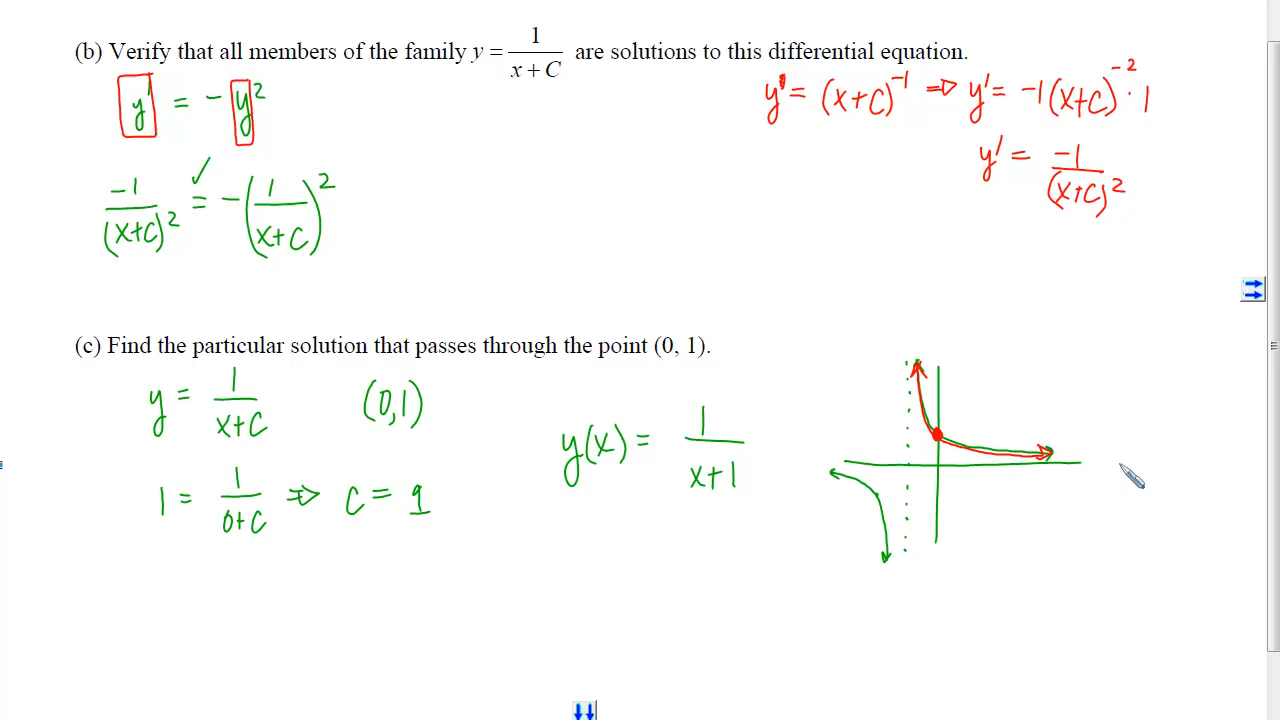 (b) Verify that all members of the family y = 1/(x + C) are solutions to this differential equation.
y' = - y²
y' = (x+c)⁻¹ ⇒ y' = -1(x+c)⁻² · 1
y' = -1/(x+c)²
-1/(x+c)² =✓ -(1/(x+c))²
(c) Find the particular solution that passes through the point (0, 1).
y = 1/(x+c) (0,1)
y(x) = 1/(x+1)
1 = 1/(0+c) ⇒ c = 1